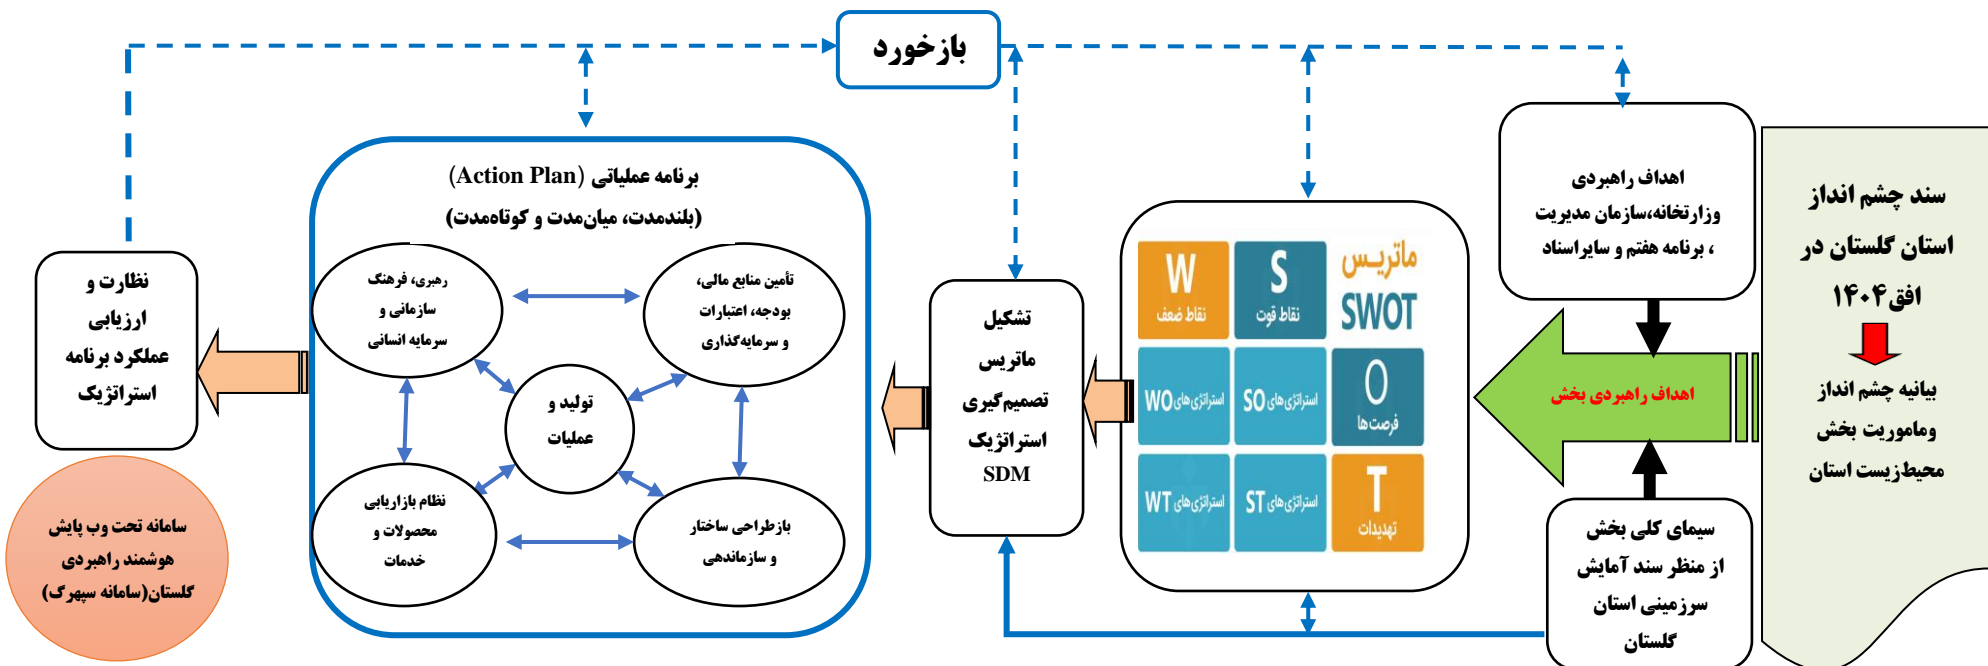 بازخورد
سند چشم انداز
استان گلستان در
افق۱۴۰۴
بیانیه چشم انداز
وماموریت بخش
محیط‌زیست استان
اهداف راهبردی
وزارتخانه،سازمان مدیریت
، برنامه هفتم و سایراسناد
اهداف راهبردی بخش
سیمای کلی بخش
از منظر سند آمایش
سرزمینی استان
گلستان
ماتریس
SWOT
S
نقاط قوت
W
نقاط ضعف
O
فرصت‌ها
استراتژی‌های SO
استراتژی‌های WO
T
تهدیدات
استراتژی‌های ST
استراتژی‌های WT
تشکیل
ماتریس
تصمیم‌گیری
استراتژیک
SDM
برنامه عملیاتی (Action Plan)
(بلندمدت، میان‌مدت و کوتاه‌مدت)
تأمین منابع مالی،
بودجه، اعتبارات
و سرمایه‌گذاری
رهبری، فرهنگ
سازمانی و
سرمایه انسانی
تولید و
عملیات
بازطراحی ساختار
و سازماندهی
نظام بازاریابی
محصولات و
خدمات
نظارت و
ارزیابی
عملکرد برنامه
استراتژیک
سامانه تحت وب پایش
هوشمند راهبردی
گلستان(سامانه سپهرگ)